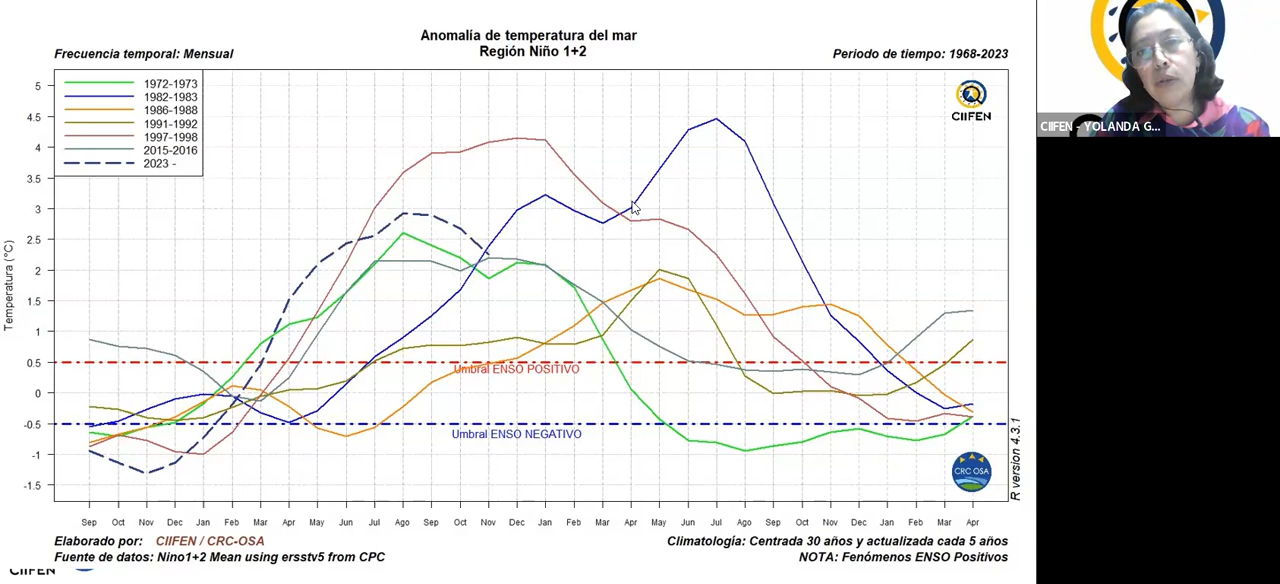 Anomalía de temperatura del mar
Región Niño 1+2
Frecuencia temporal: Mensual
Periodo de tiempo: 1968-2023
1972-1973
1982-1983
1986-1988
1991-1992
1997-1998
2015-2016
2023 -
CIIFEN
CIIFEN - YOLANDA G...
Temperatura (°C)
5
4.5
4
3.5
3
2.5
2
1.5
1
0.5
0
-0.5
-1
-1.5
Umbral ENSO POSITIVO
Umbral ENSO NEGATIVO
CRC OSA
R version 4.3.1
Sep Oct Nov Dec Jan Feb Mar Apr May Jun Jul Ago Sep Oct Nov Dec Jan Feb Mar Apr May Jun Jul Ago Sep Oct Nov Dec Jan Feb Mar Apr
Elaborado por: CIIFEN / CRC-OSA
Climatología: Centrada 30 años y actualizada cada 5 años
Fuente de datos: Nino1+2 Mean using ersstv5 from CPC
NOTA: Fenómenos ENSO Positivos
CIIFEN